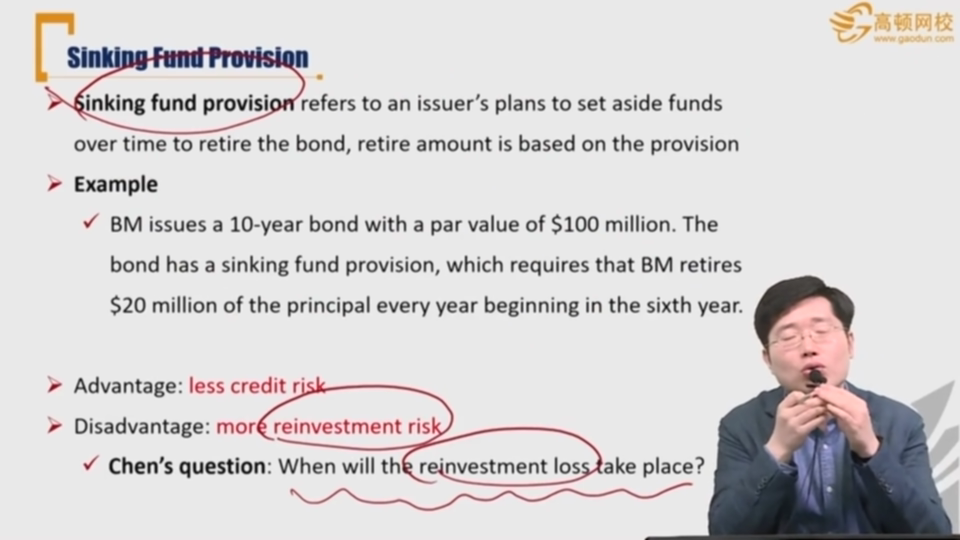 高顿网校
www.gaodun.com
Sinking Fund Provision
Sinking fund provision refers to an issuer's plans to set aside funds
over time to retire the bond, retire amount is based on the provision
Example
BM issues a 10-year bond with a par value of $100 million. The
bond has a sinking fund provision, which requires that BM retires
$20 million of the principal every year beginning in the sixth year.
Advantage: less credit risk
Disadvantage: more reinvestment risk
Chen's question: When will the reinvestment loss take place?